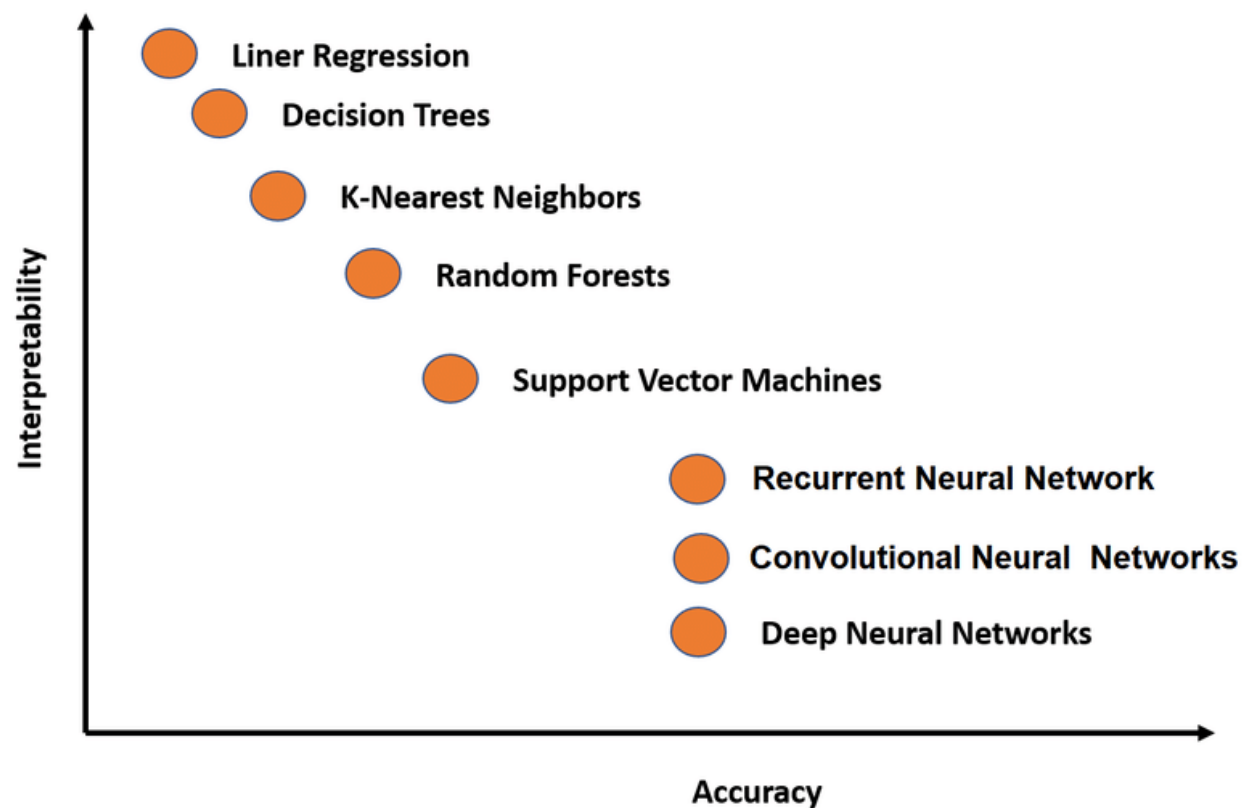 Liner Regression
Decision Trees
K-Nearest Neighbors
Random Forests
Support Vector Machines
Recurrent Neural Network
Convolutional Neural  Networks
Deep Neural Networks
Interpretability
Accuracy